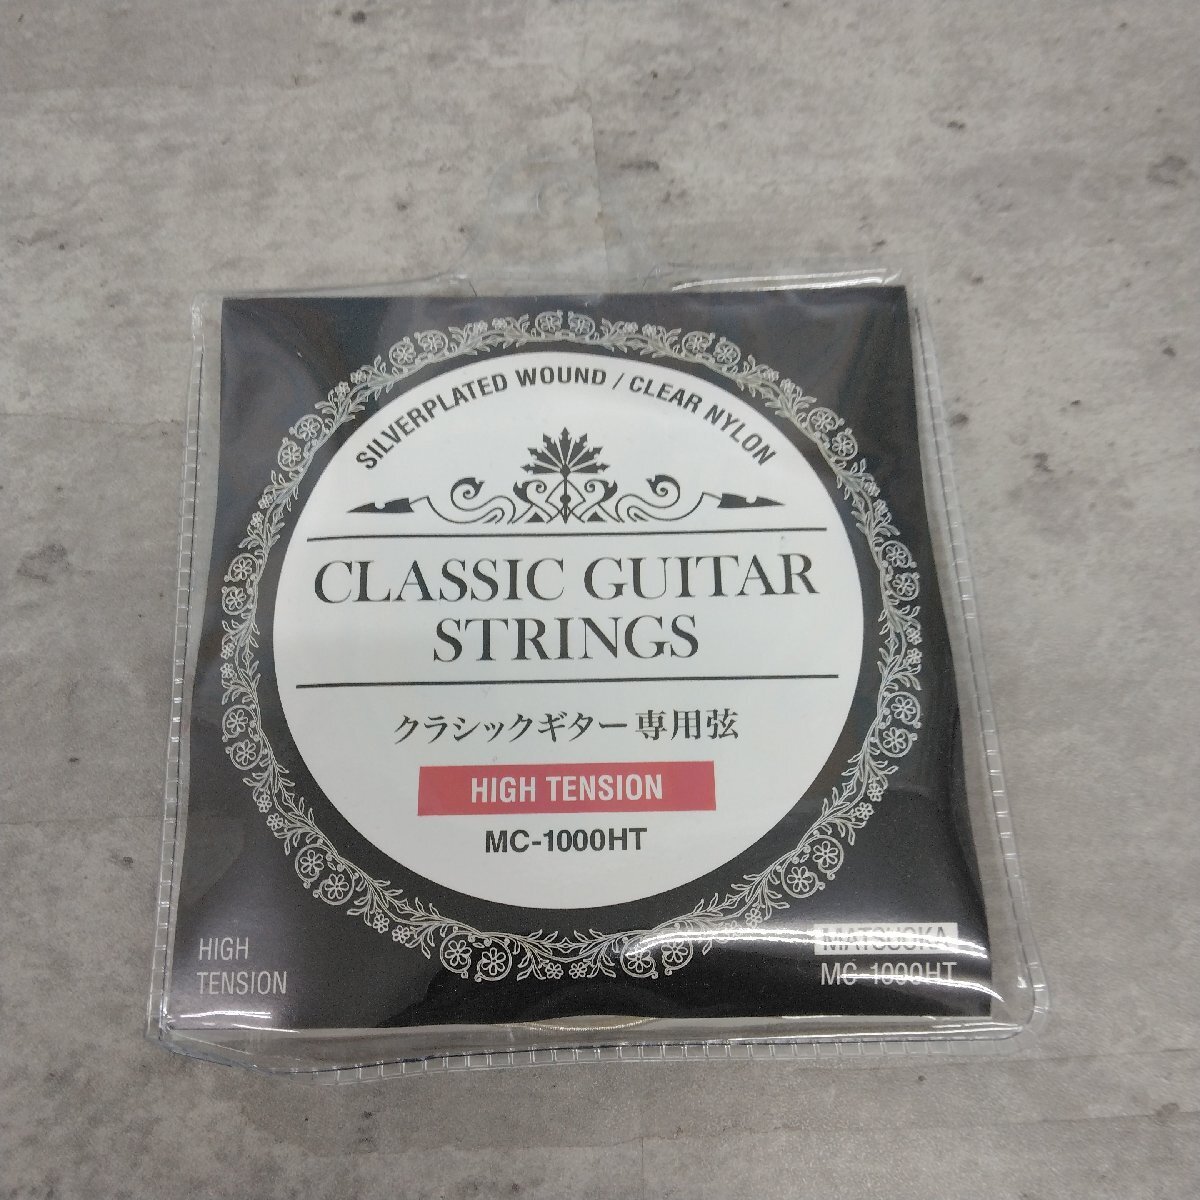 SILVERPLATED WOUND / CLEAR NYLON
CLASSIC GUITAR
STRINGS
クラシックギター専用弦
HIGH TENSION
MC-1000HT
HIGH
TENSION
MATSUOKA
MC-1000HT